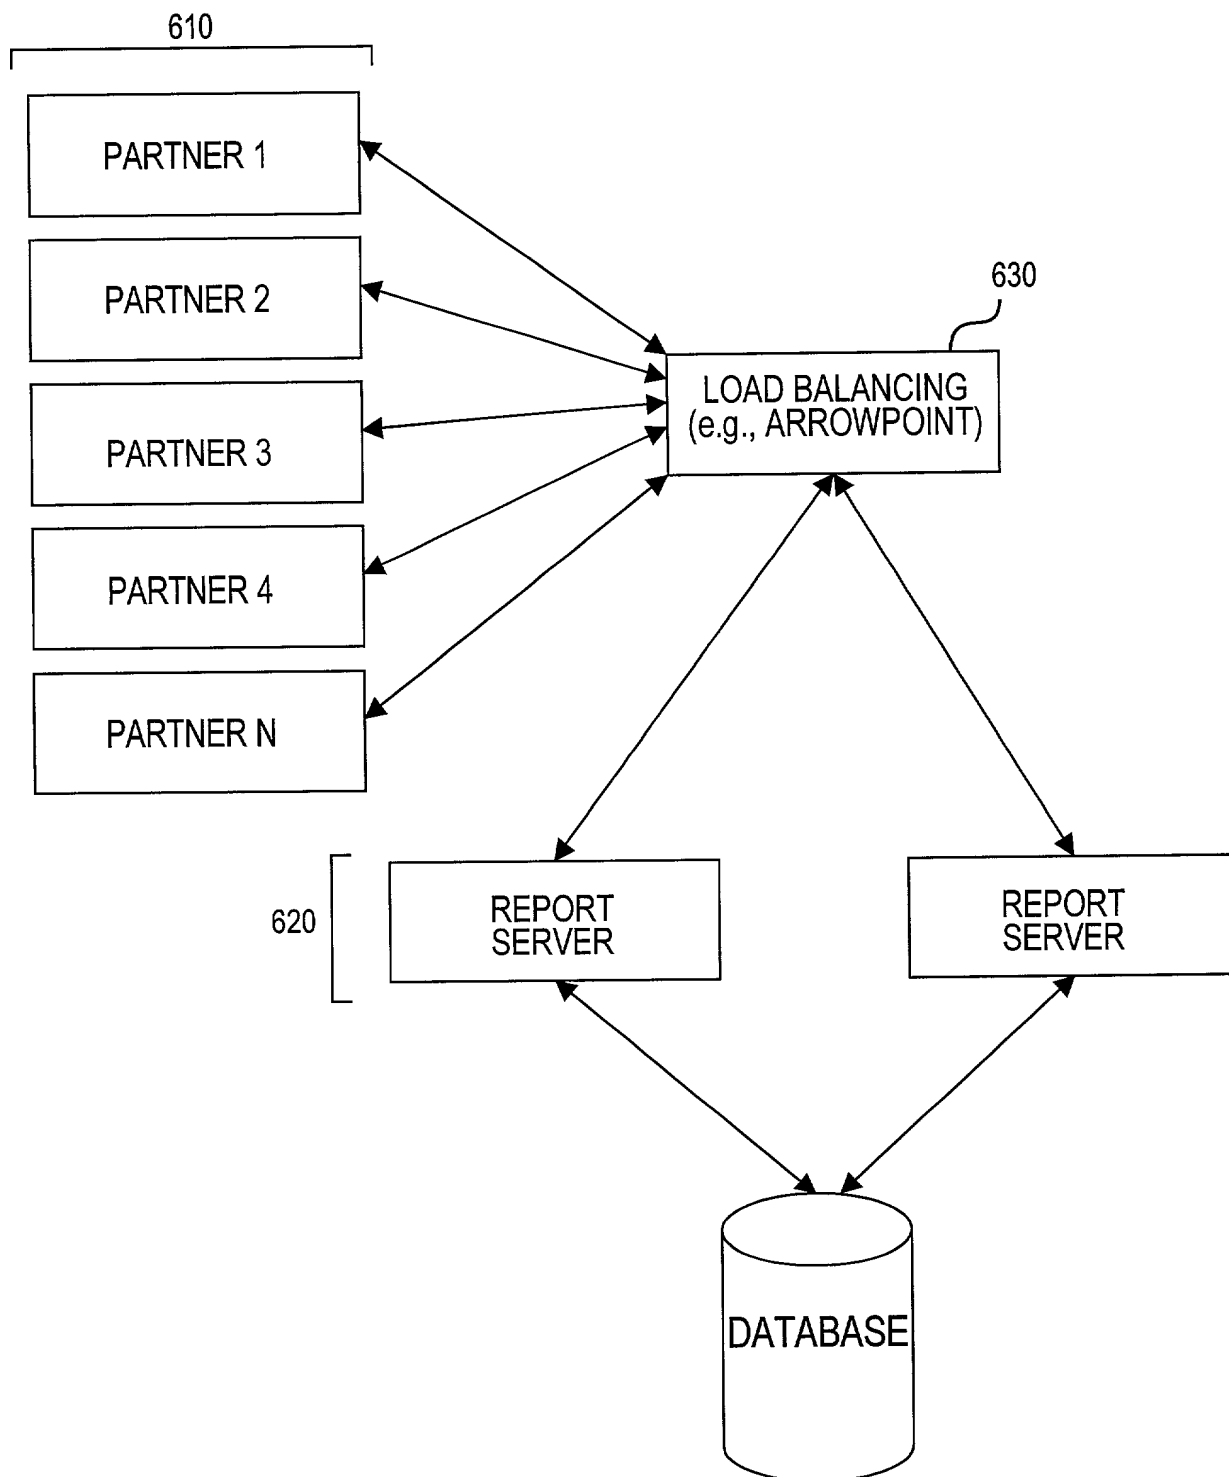 610
PARTNER 1
PARTNER 2
PARTNER 3
PARTNER 4
PARTNER N
630
LOAD BALANCING
(e.g., ARROWPOINT)
620
REPORT
SERVER
REPORT
SERVER
DATABASE